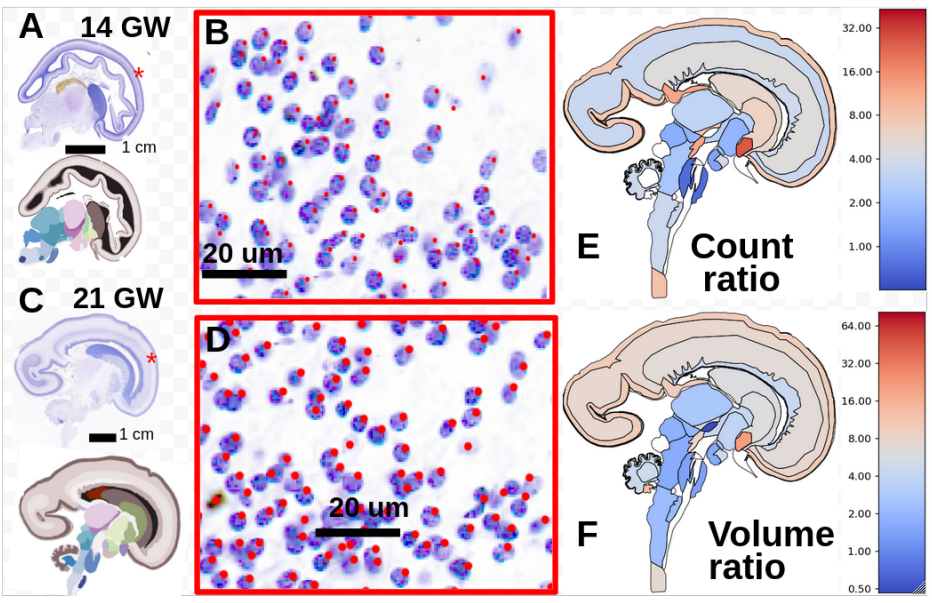 A 14 GW
*
1 cm
B
20 um
C 21 GW
*
1 cm
D
20 um
E Count
ratio
32.00
16.00
8.00
4.00
2.00
1.00
F Volume
ratio
64.00
32.00
16.00
8.00
4.00
2.00
1.00
0.50